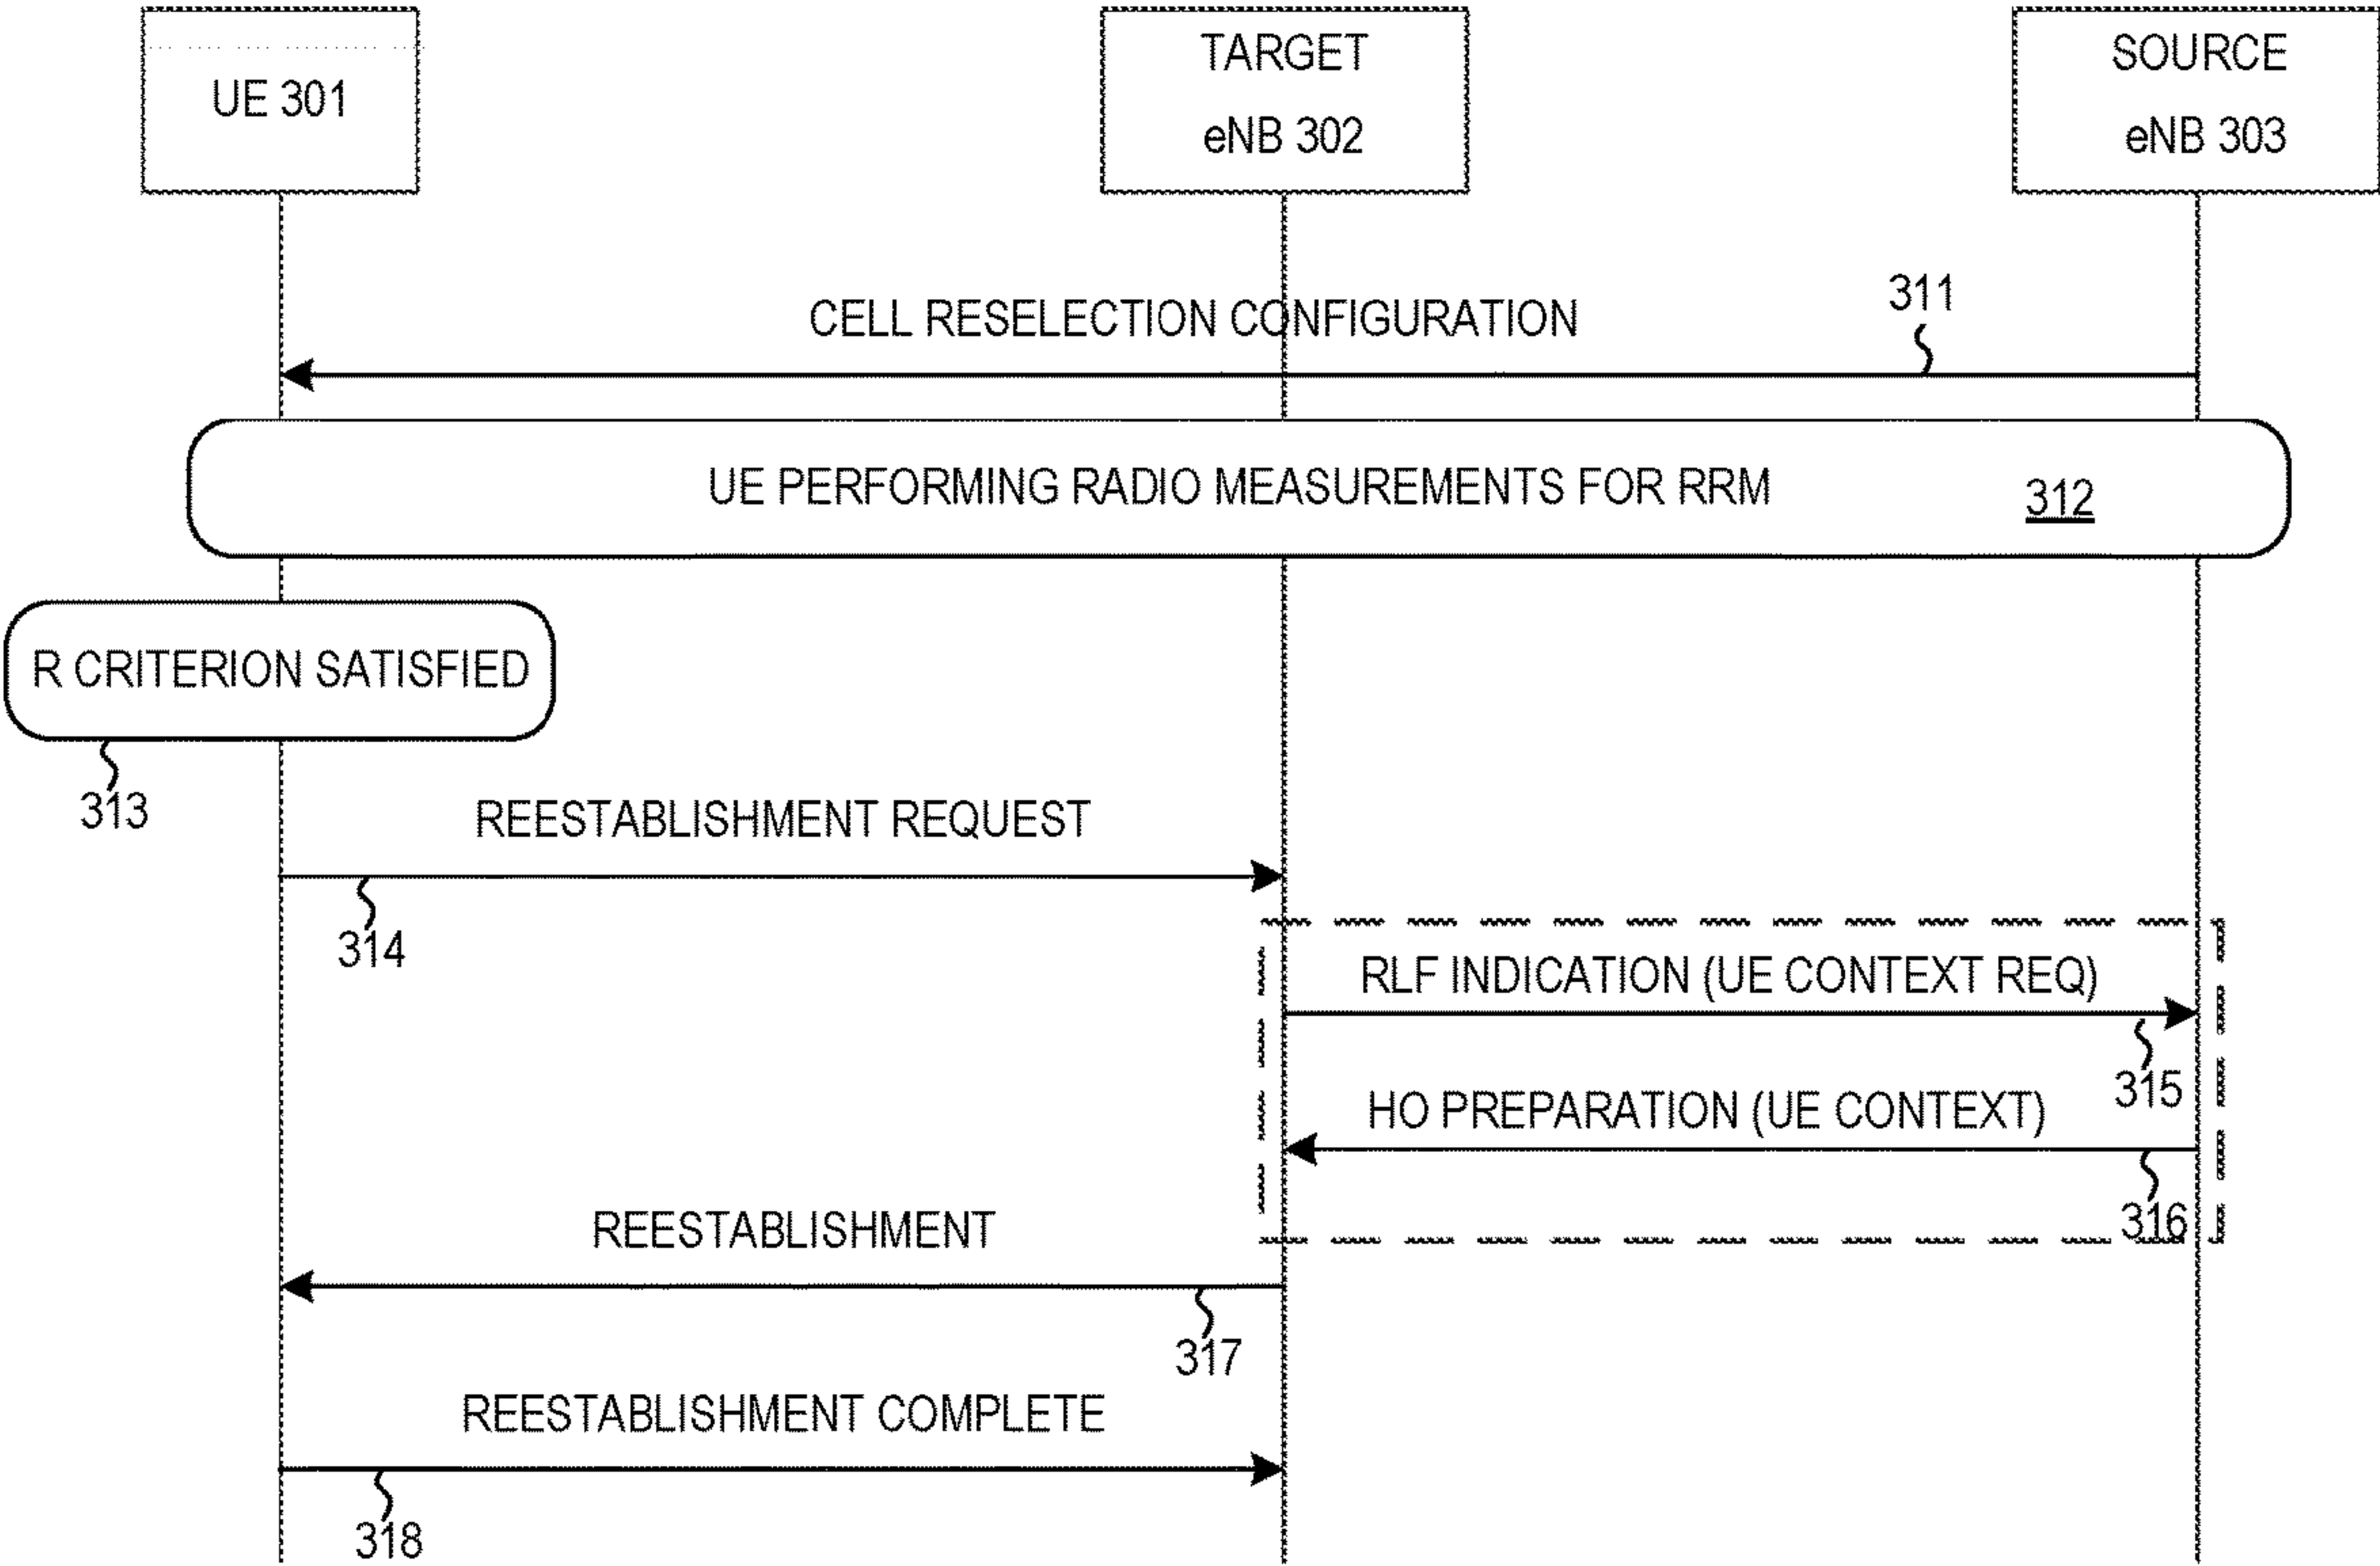 UE 301
TARGET
eNB 302
SOURCE
eNB 303
311
CELL RESELECTION CONFIGURATION
UE PERFORMING RADIO MEASUREMENTS FOR RRM
312
R CRITERION SATISFIED
313
REESTABLISHMENT REQUEST
314
RLF INDICATION (UE CONTEXT REQ)
315
HO PREPARATION (UE CONTEXT)
316
REESTABLISHMENT
317
REESTABLISHMENT COMPLETE
318